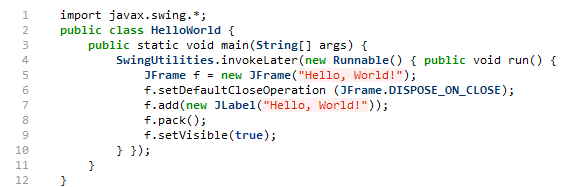 1 import javax.swing.*;
2 public class HelloWorld {
3 public static void main(String[] args) {
4 SwingUtilities.invokeLater(new Runnable() { public void run() {
5 JFrame f = new JFrame("Hello, World!");
6 f.setDefaultCloseOperation (JFrame.DISPOSE_ON_CLOSE);
7 f.add(new JLabel("Hello, World!"));
8 f.pack();
9 f.setVisible(true);
10 } });
11 }
12 }